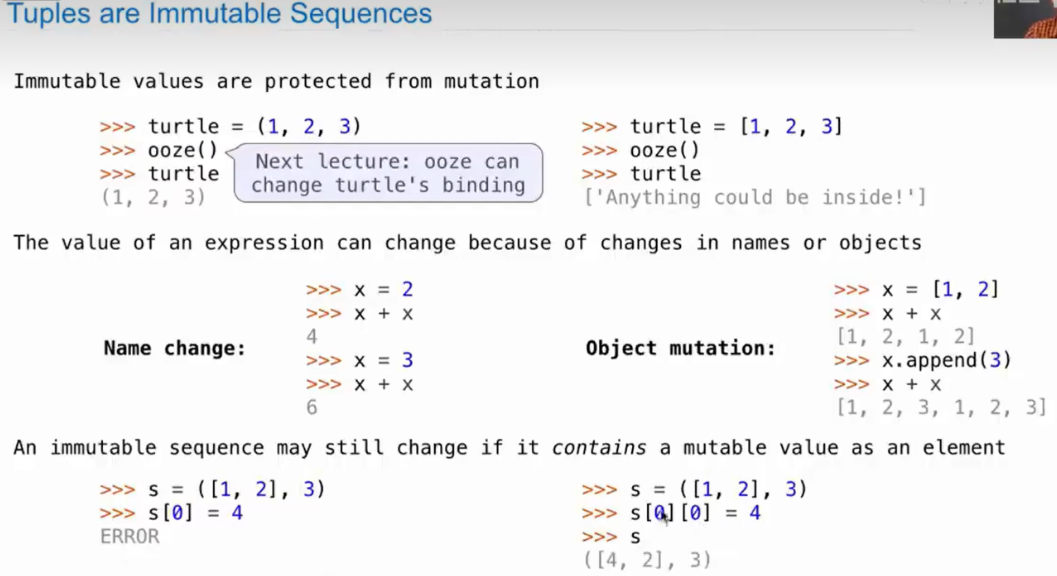 Tuples are Immutable Sequences
Immutable values are protected from mutation
>>> turtle = (1, 2, 3)
>>> ooze()
>>> turtle
(1, 2, 3)
Next lecture: ooze can
change turtle's binding
>>> turtle = [1, 2, 3]
>>> ooze()
>>> turtle
['Anything could be inside!']
The value of an expression can change because of changes in names or objects
Name change:
>>> x = 2
>>> x + x
4
>>> x = 3
>>> x + x
6
Object mutation:
>>> x = [1, 2]
>>> x + x
[1, 2, 1, 2]
>>> x.append(3)
>>> x + x
[1, 2, 3, 1, 2, 3]
An immutable sequence may still change if it contains a mutable value as an element
>>> s = ([1, 2], 3)
>>> s[0] = 4
ERROR
>>> s = ([1, 2], 3)
>>> s[0][0] = 4
>>> s
([4, 2], 3)